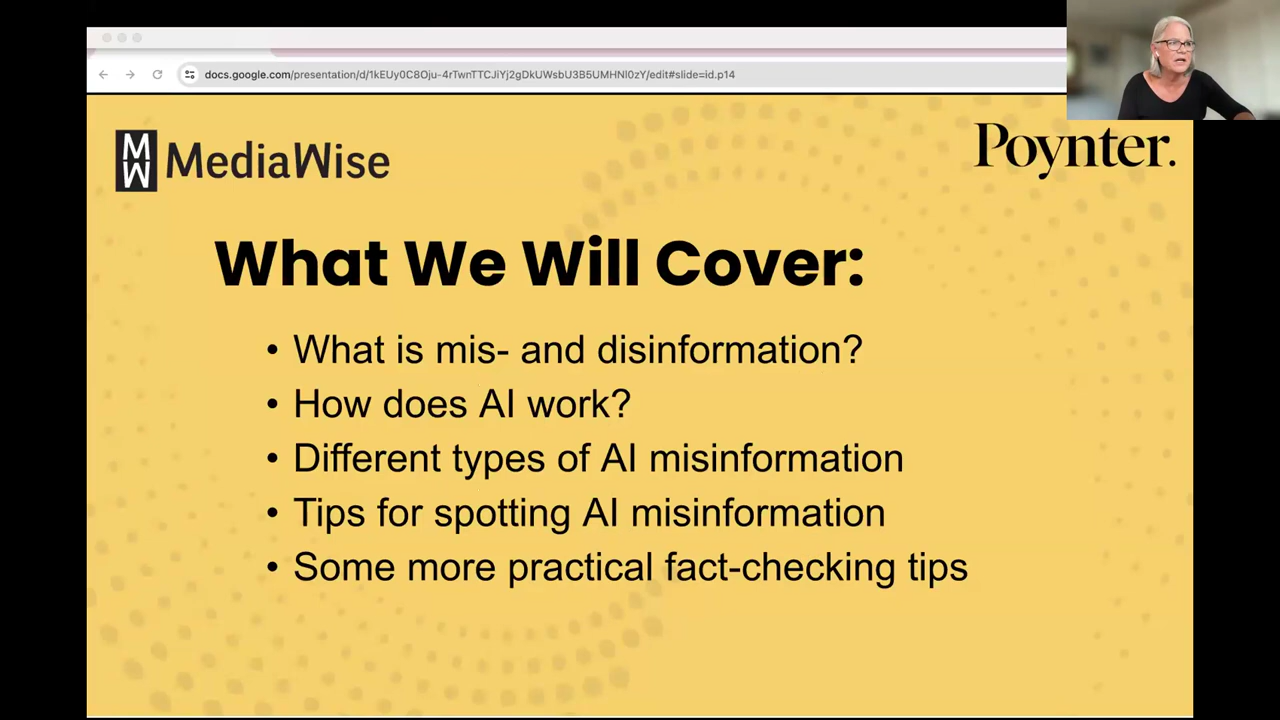 docs.google.com/presentation/d/1kEUy0C8Oju-4rTwnTTCJiYj2gDkUWsbU3B5UMHNl0zY/edit#slide=id.p14
MW MediaWise
Poynter.
What We Will Cover:
• What is mis- and disinformation?
• How does AI work?
• Different types of AI misinformation
• Tips for spotting AI misinformation
• Some more practical fact-checking tips